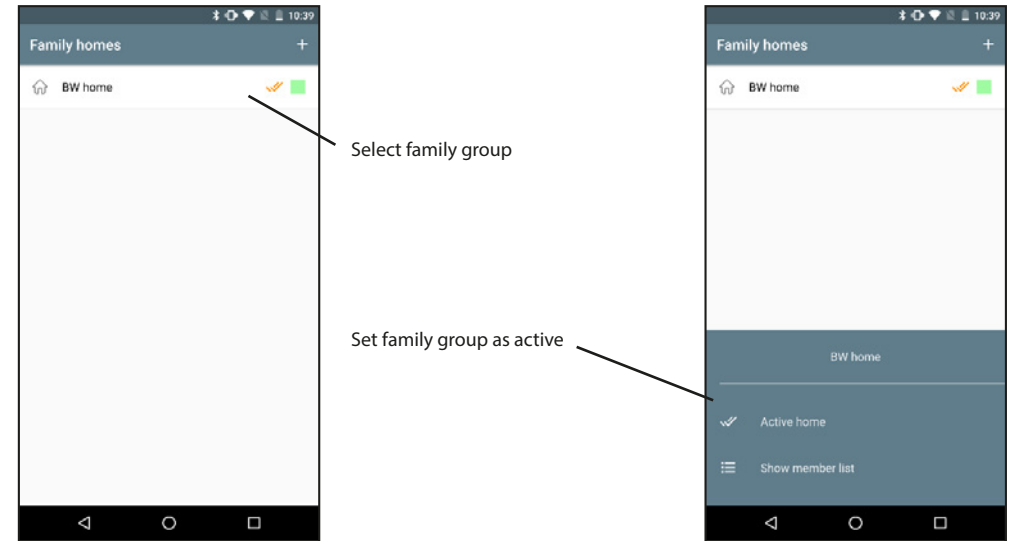 10:39
Family homes +
BW home
Select family group
Set family group as active
10:39
Family homes +
BW home
BW home
Active home
Show member list